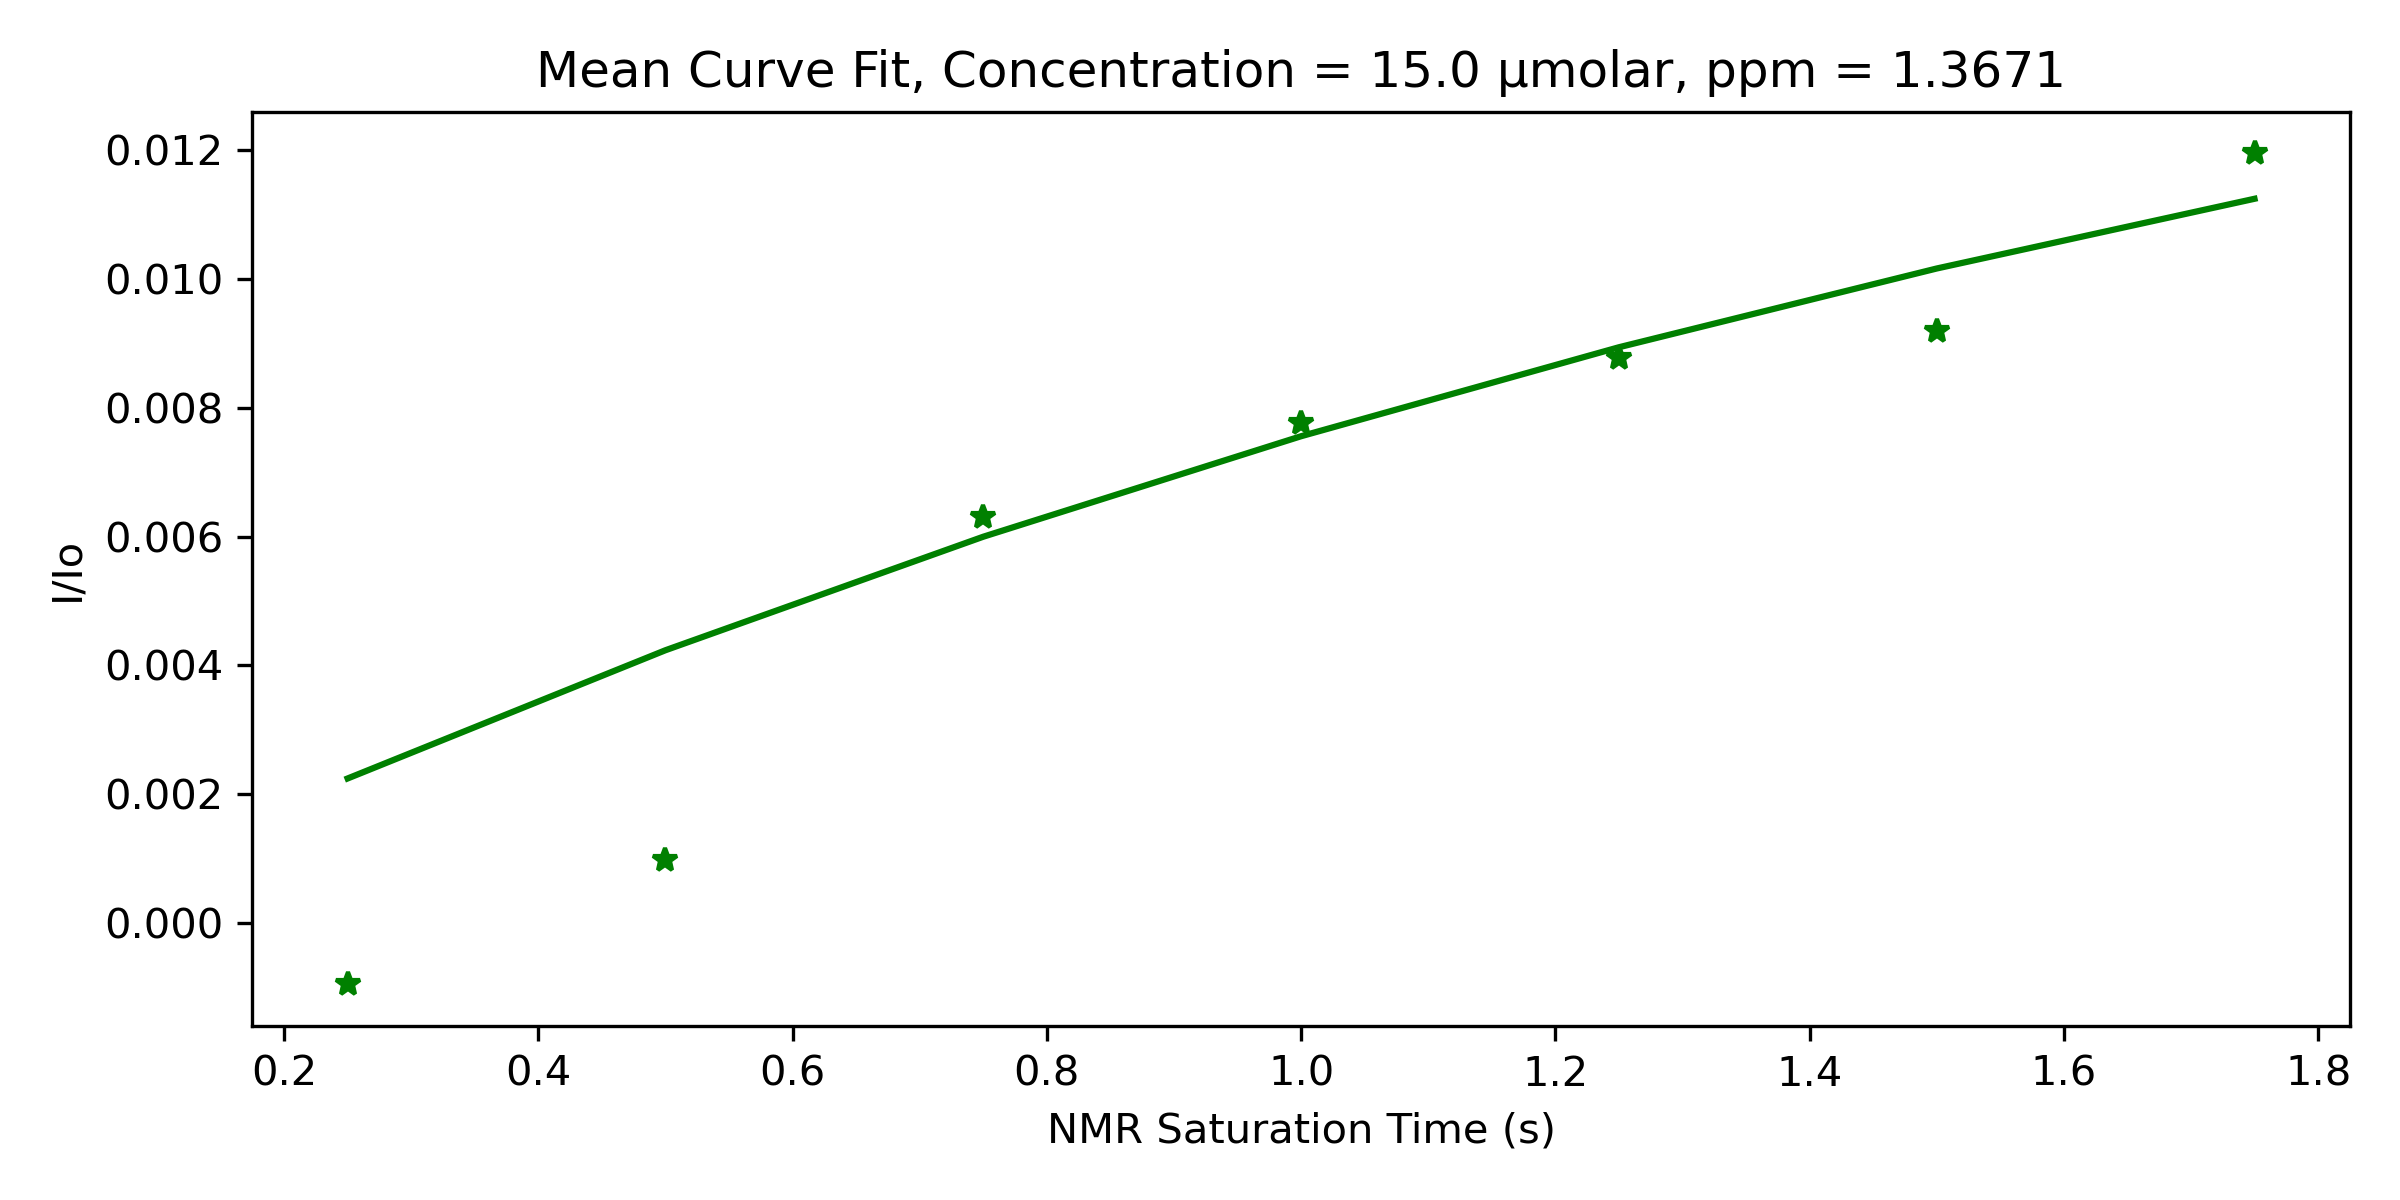 Mean Curve Fit, Concentration = 15.0 μmolar, ppm = 1.3671
0.012
0.010
0.008
0.006
0.004
0.002
0.000
I/Io
0.2 0.4 0.6 0.8 1.0 1.2 1.4 1.6 1.8
NMR Saturation Time (s)